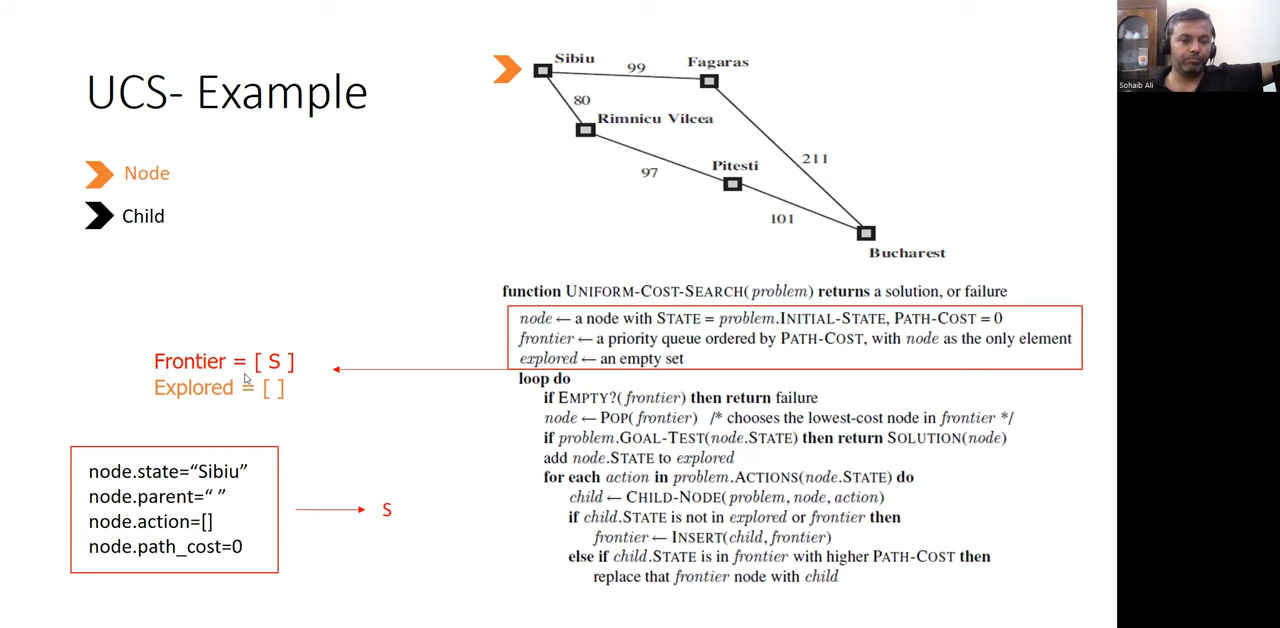 UCS- Example
Node
Child
Sibiu
99
Fagaras
80
Rimnicu Vilcea
97
Pitesti
211
101
Bucharest
function UNIFORM-COST-SEARCH(problem) returns a solution, or failure
node ← a node with STATE = problem.INITIAL-STATE, PATH-COST = 0
frontier ← a priority queue ordered by PATH-COST, with node as the only element
explored ← an empty set
loop do
if EMPTY?(frontier) then return failure
node ← POP(frontier) /* chooses the lowest-cost node in frontier */
if problem.GOAL-TEST(node.STATE) then return SOLUTION(node)
add node.STATE to explored
for each action in problem.ACTIONS(node.STATE) do
child ← CHILD-NODE(problem, node, action)
if child.STATE is not in explored or frontier then
frontier ← INSERT(child, frontier)
else if child.STATE is in frontier with higher PATH-COST then
replace that frontier node with child
Frontier = [ S ]
Explored = [ ]
node.state=“Sibiu”
node.parent=“ ”
node.action=[]
node.path_cost=0
S
Sohaib Ali